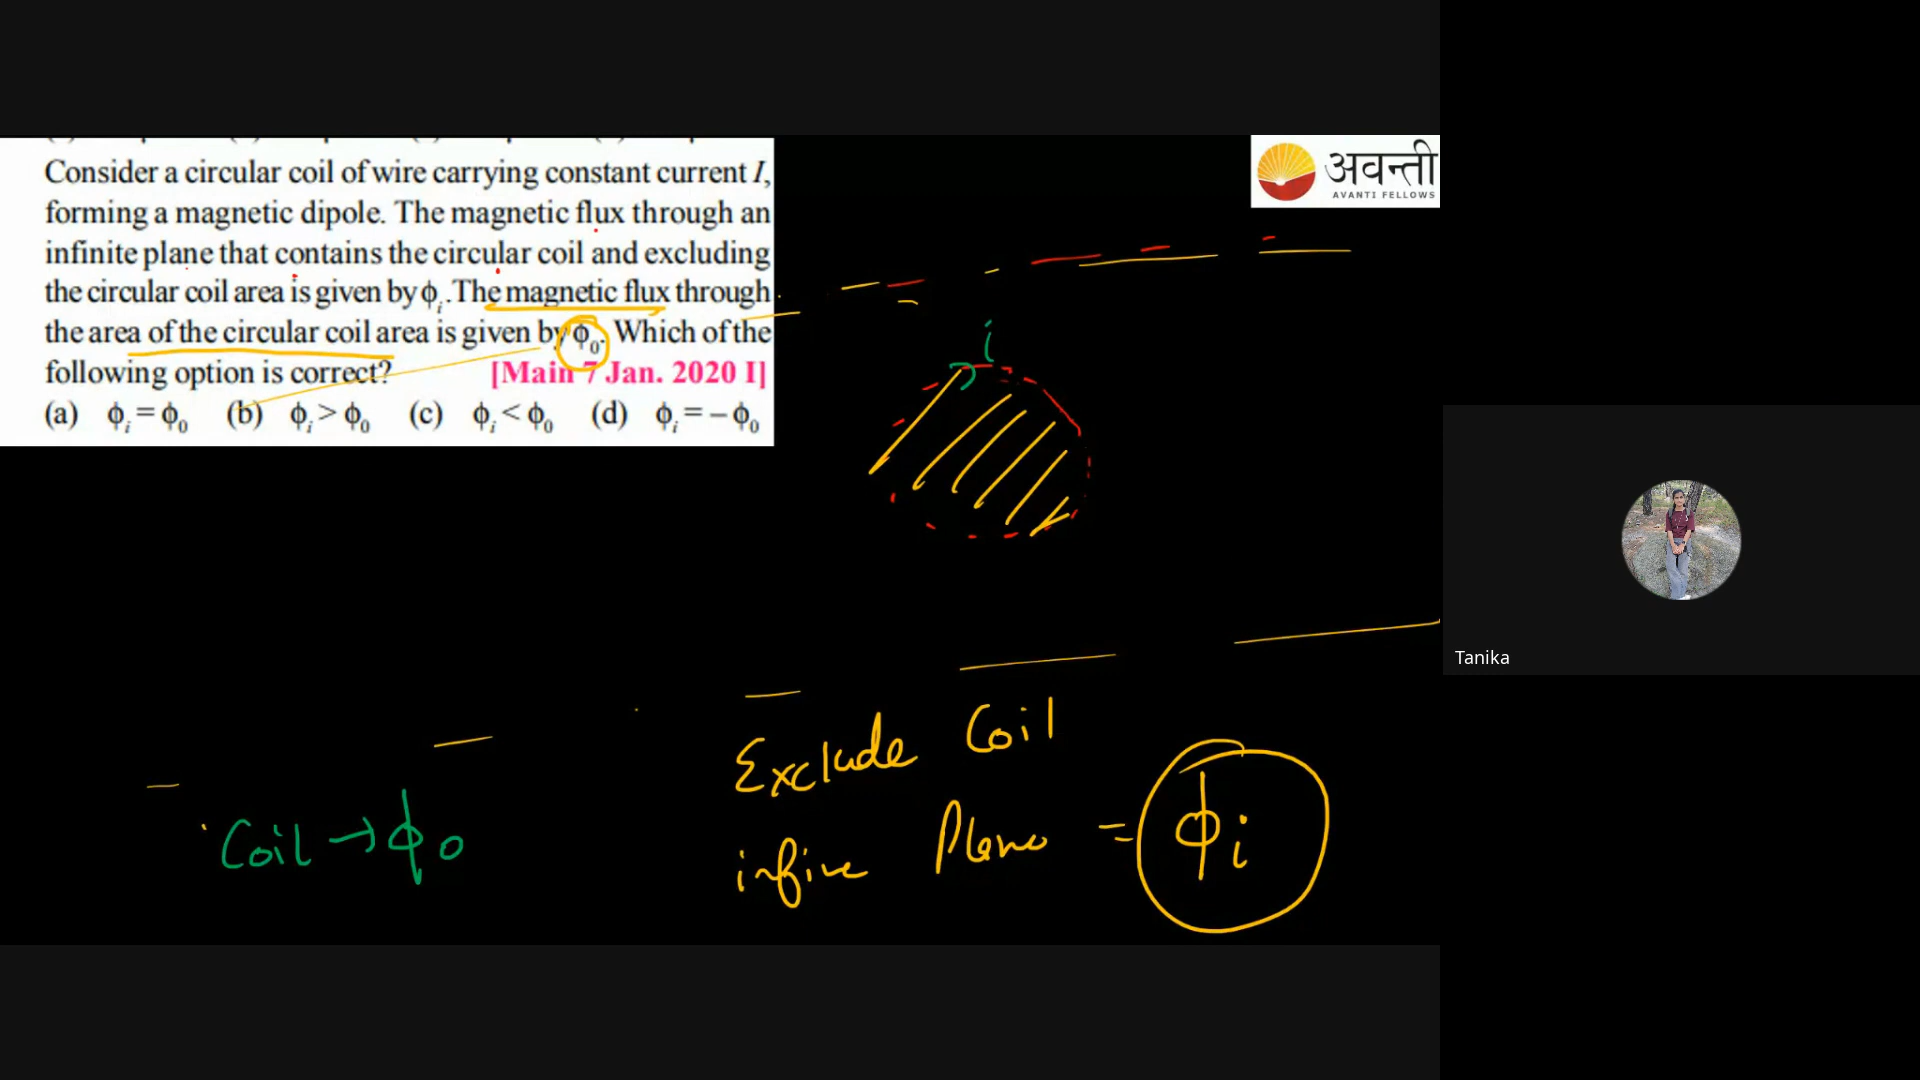 Consider a circular coil of wire carrying constant current I,
forming a magnetic dipole. The magnetic flux through an
infinite plane that contains the circular coil and excluding
the circular coil area is given by ϕi. The magnetic flux through
the area of the circular coil area is given by ϕ0. Which of the
following option is correct? [Main 7 Jan. 2020 I]
(a) ϕi = ϕ0 (b) ϕi > ϕ0 (c) ϕi < ϕ0 (d) ϕi = – ϕ0
अवन्ती
AVANTI FELLOWS
i
Tanika
Exclude Coil
Plane = ϕi
Coil → ϕ0